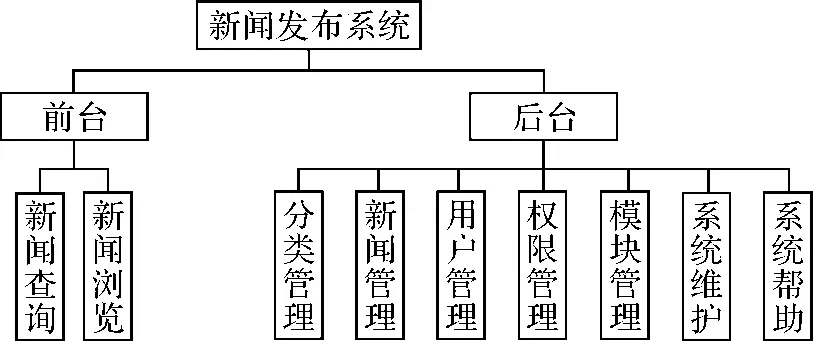 新闻发布系统
前台
后台
新闻查询
新闻浏览
分类管理
新闻管理
用户管理
权限管理
模块管理
系统维护
系统帮助